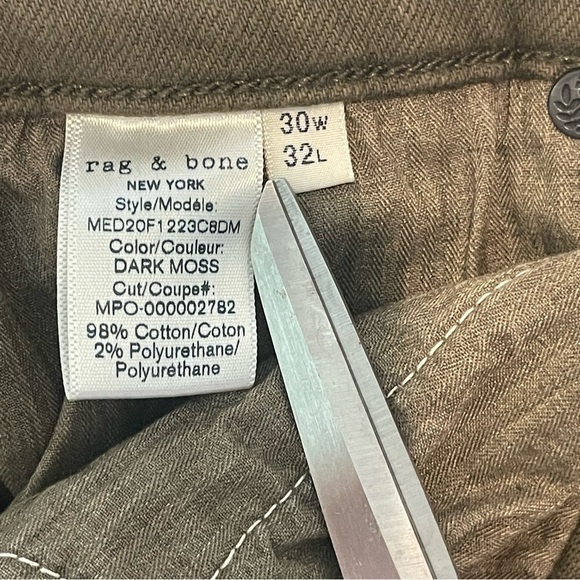 rag & bone
NEW YORK
Style/Modéle:
MED20F1223C8DM
Color/Couleur:
DARK MOSS
Cut/Coupe#:
MPO-000002782
98% Cotton/Coton
2% Polyurethane/
Polyuréthane
30W
32L